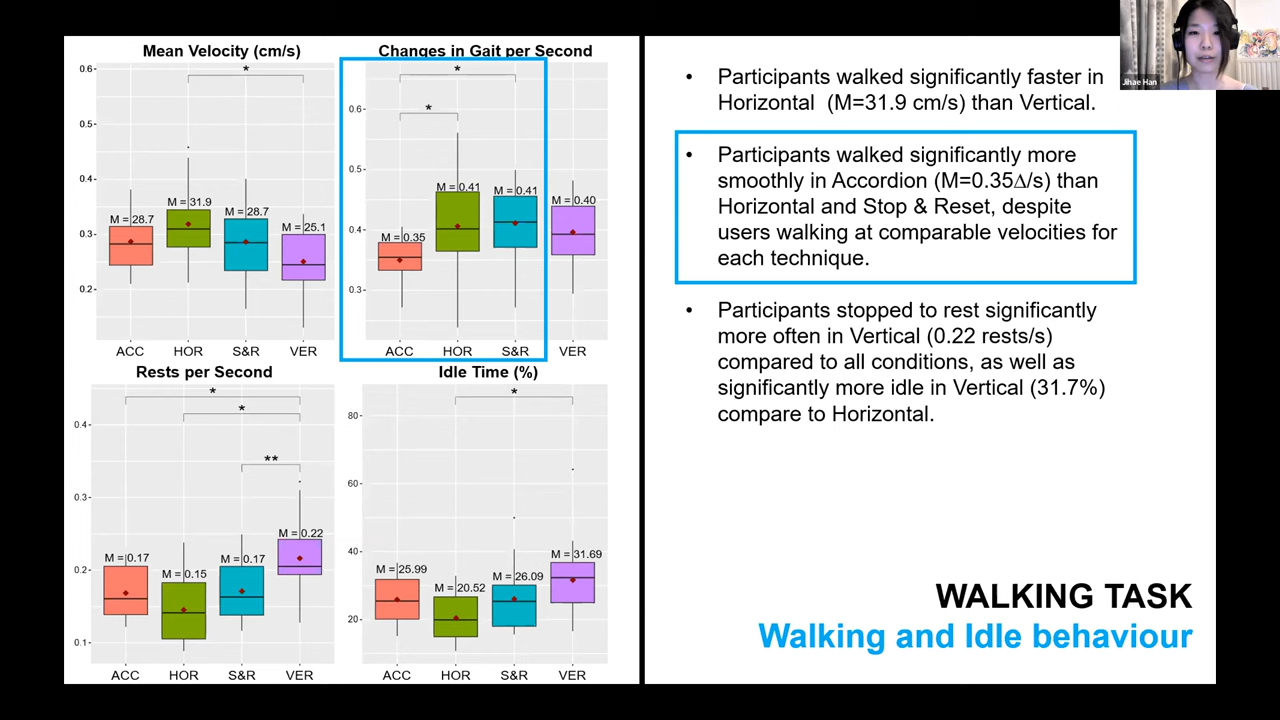 Mean Velocity (cm/s)
0.6
0.5
0.4
0.3
0.2
*
M = 28.7
M = 31.9
M = 28.7
M = 25.1
ACC HOR S&R VER
Changes in Gait per Second
0.6
0.5
0.4
0.3
*
*
M = 0.35
M = 0.41
M = 0.41
M = 0.40
ACC HOR S&R VER
Rests per Second
0.4
0.3
0.2
0.1
*
*
**
M = 0.17
M = 0.15
M = 0.17
M = 0.22
ACC HOR S&R VER
Idle Time (%)
80
60
40
20
*
M = 25.99
M = 20.52
M = 26.09
M = 31.69
ACC HOR S&R VER
• Participants walked significantly faster in
Horizontal (M=31.9 cm/s) than Vertical.
• Participants walked significantly more
smoothly in Accordion (M=0.35∆/s) than
Horizontal and Stop & Reset, despite
users walking at comparable velocities for
each technique.
• Participants stopped to rest significantly
more often in Vertical (0.22 rests/s)
compared to all conditions, as well as
significantly more idle in Vertical (31.7%)
compare to Horizontal.
WALKING TASK
Walking and Idle behaviour
Jihae Han